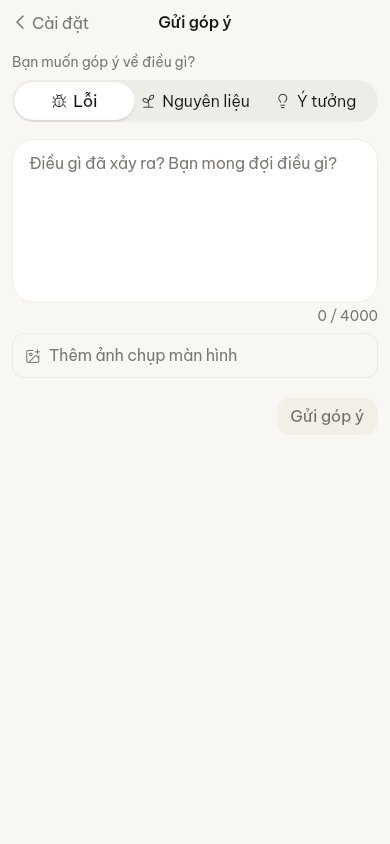 Cài đặt
Gửi góp ý
Bạn muốn góp ý về điều gì?
Lỗi
Nguyên liệu
Ý tưởng
Điều gì đã xảy ra? Bạn mong đợi điều gì?
0 / 4000
Thêm ảnh chụp màn hình
Gửi góp ý